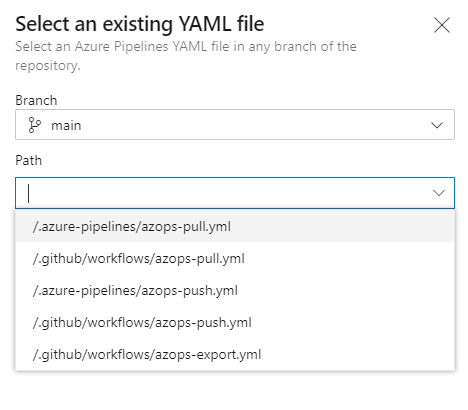 Select an existing YAML file
Select an Azure Pipelines YAML file in any branch of the
repository.
Branch
main
Path
/.azure-pipelines/azops-pull.yml
/.github/workflows/azops-pull.yml
/.azure-pipelines/azops-push.yml
/.github/workflows/azops-push.yml
/.github/workflows/azops-export.yml